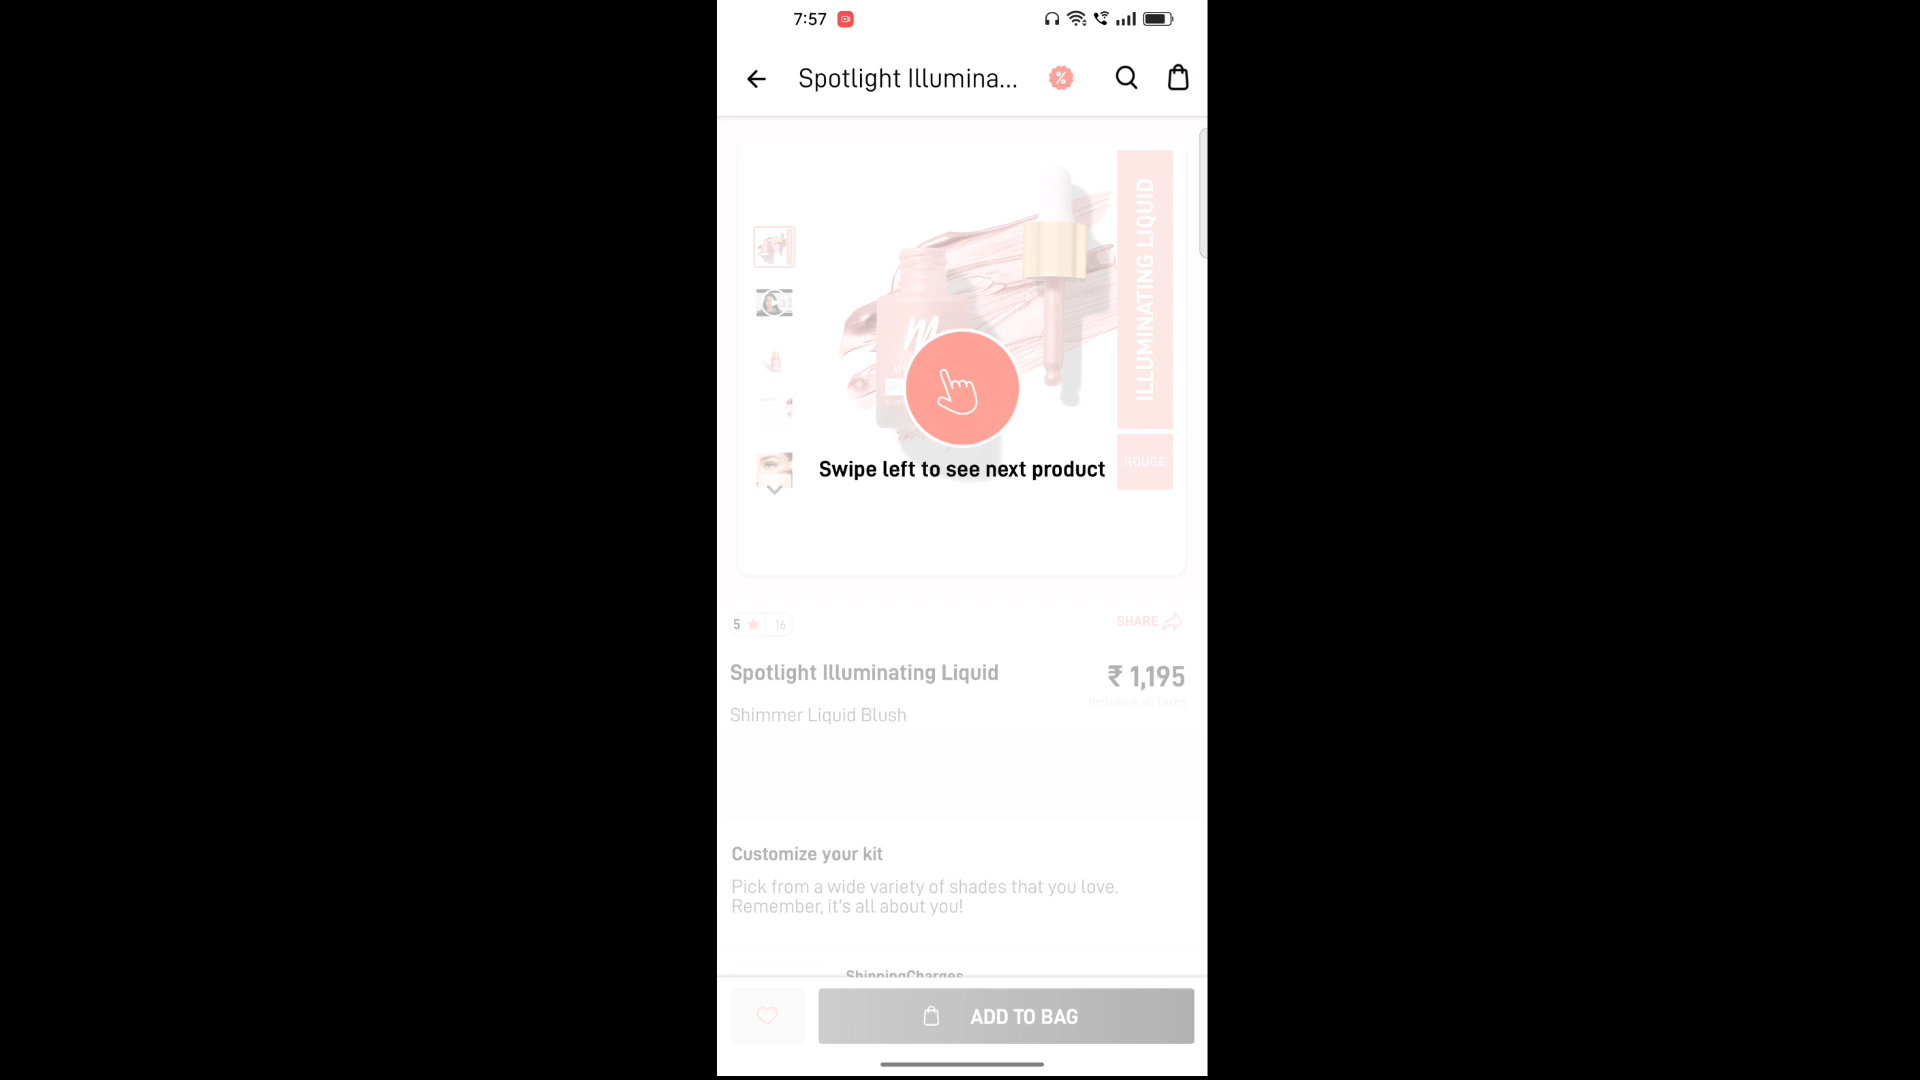 7:57
Spotlight Illumina...
ILLUMINATING LIQUID
ROUGE
Swipe left to see next product
5 16
SHARE
Spotlight Illuminating Liquid
₹ 1,195
Inclusive all taxes
Shimmer Liquid Blush
Customize your kit
Pick from a wide variety of shades that you love.
Remember, it's all about you!
ShippingCharges
ADD TO BAG